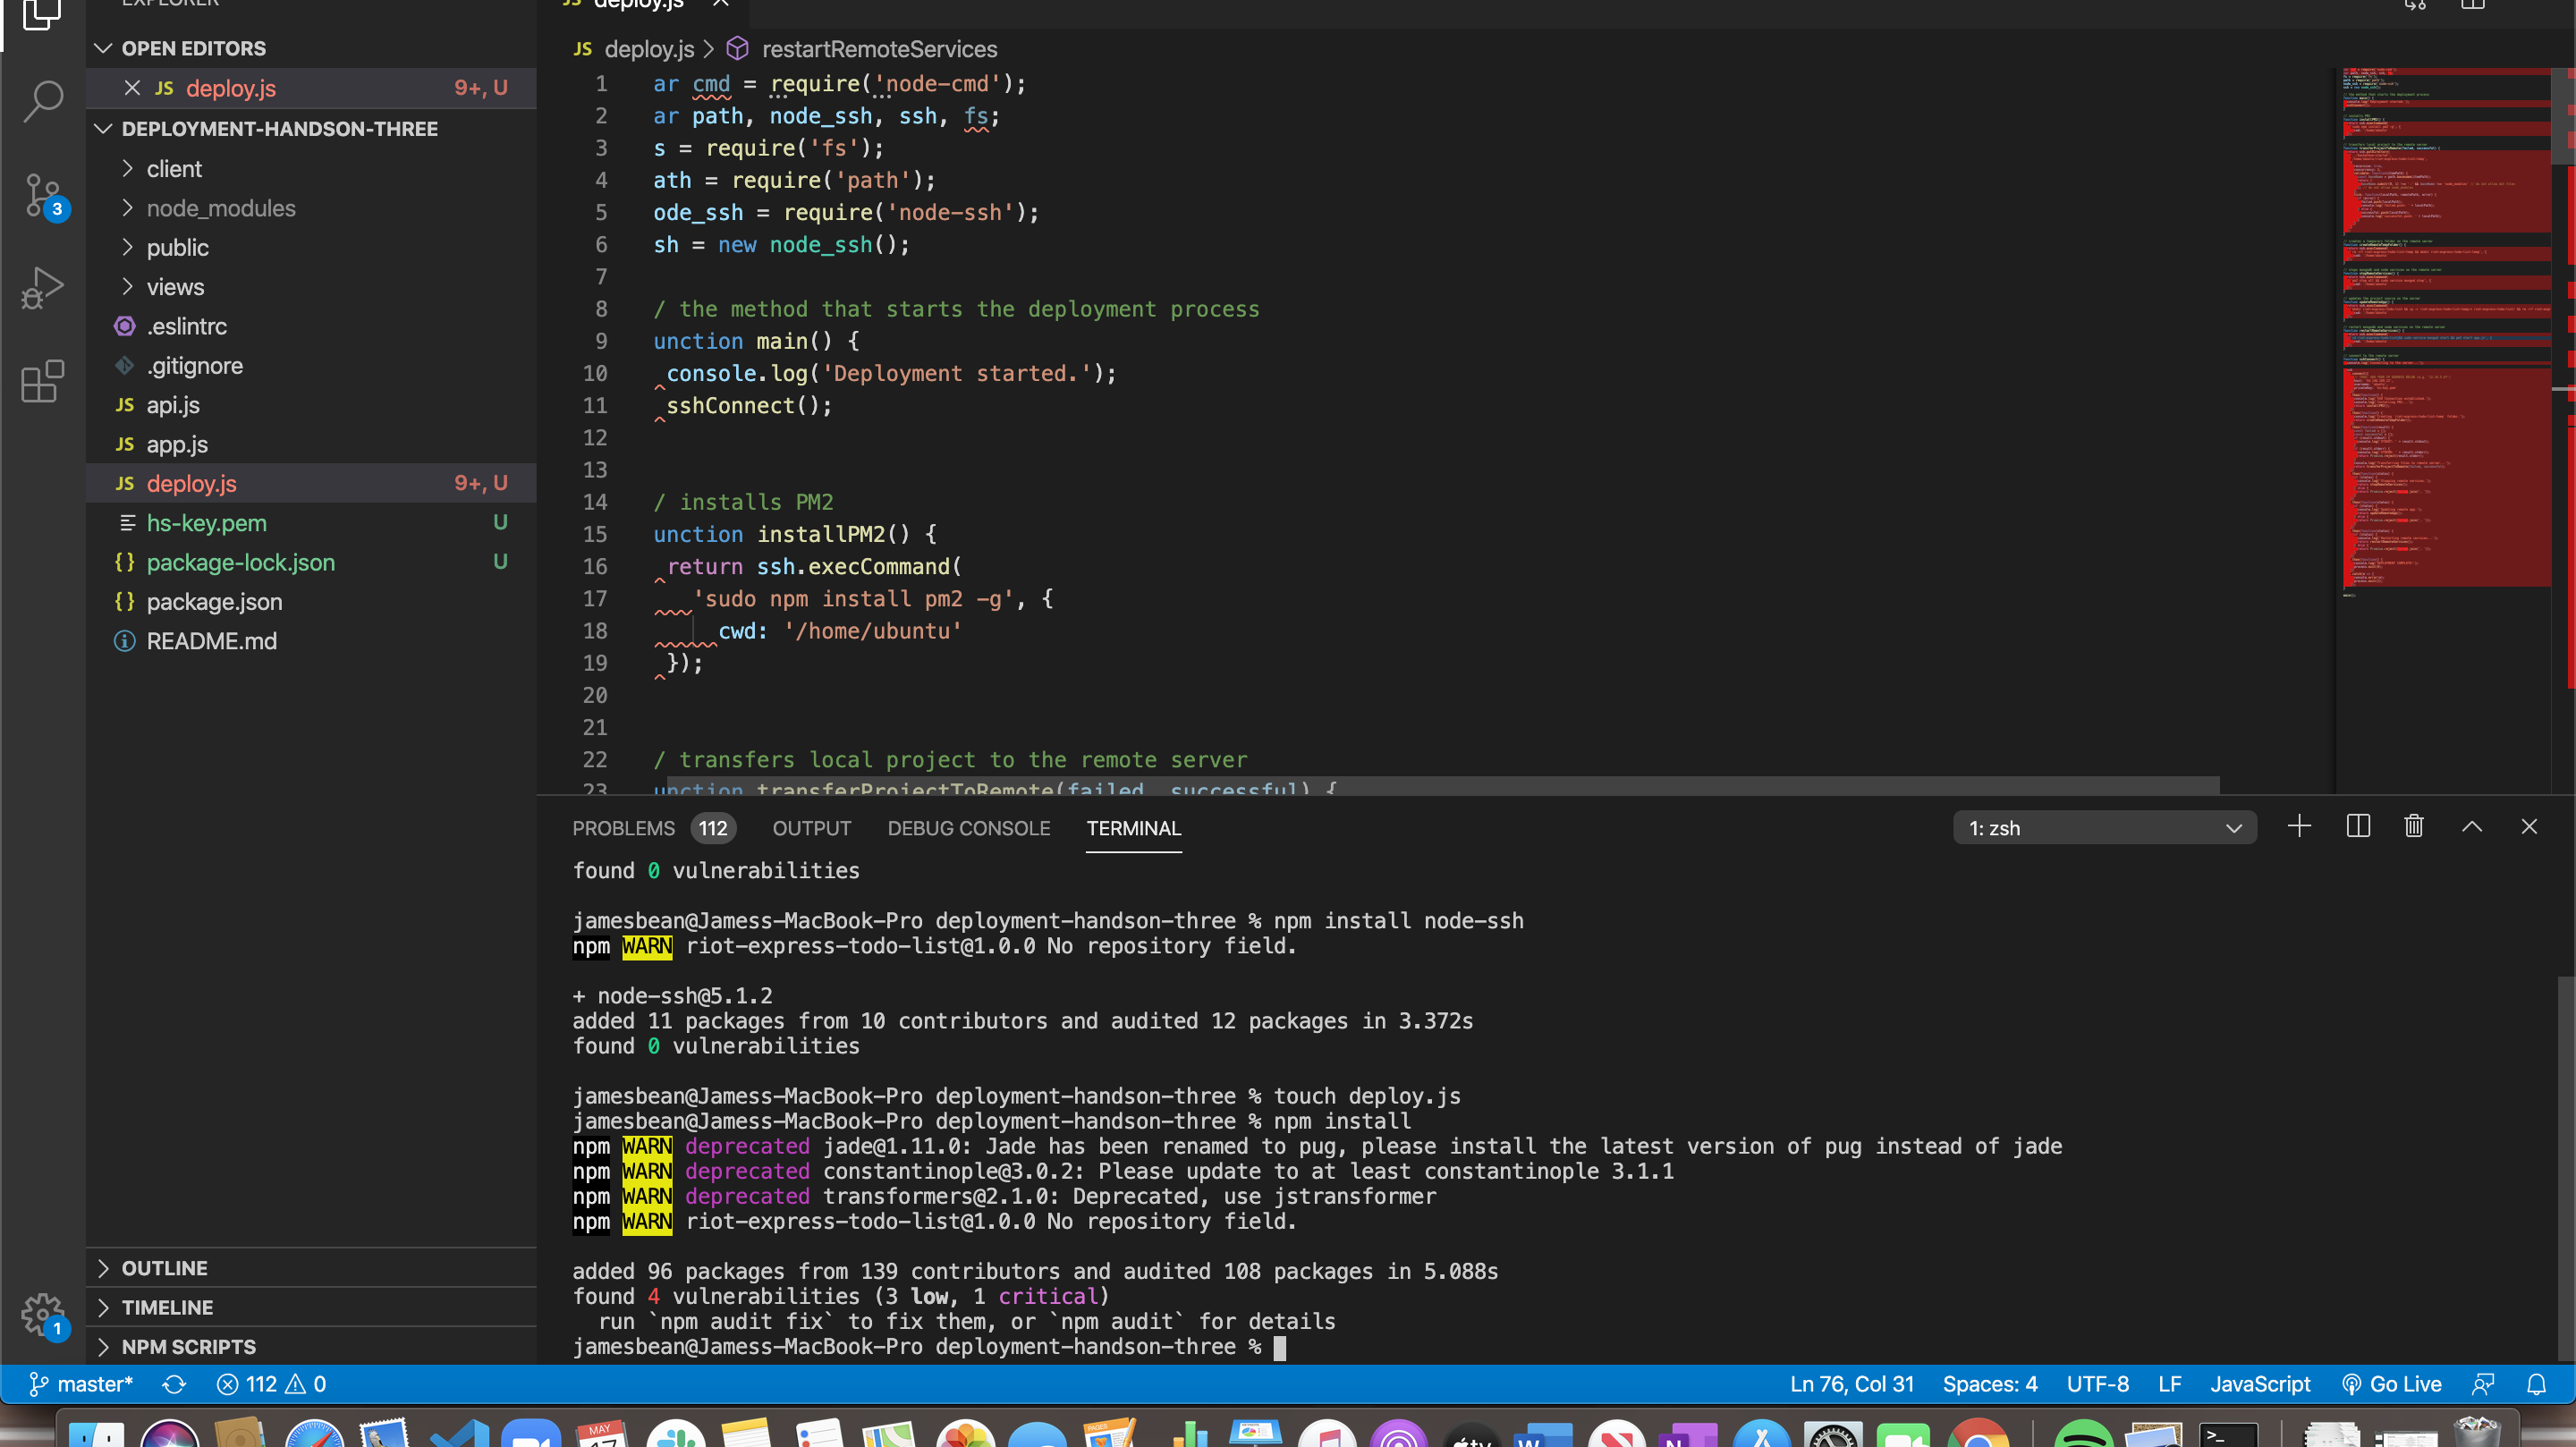 EXPLORER
OPEN EDITORS
JS deploy.js 9+, U
DEPLOYMENT-HANDSON-THREE
client
node_modules
public
views
.eslintrc
.gitignore
JS api.js
JS app.js
JS deploy.js 9+, U
hs-key.pem U
{} package-lock.json U
{} package.json
README.md
OUTLINE
TIMELINE
NPM SCRIPTS
3
1
JS deploy.js
JS deploy.js > restartRemoteServices
1 ar cmd = require('node-cmd');
2 ar path, node_ssh, ssh, fs;
3 s = require('fs');
4 ath = require('path');
5 ode_ssh = require('node-ssh');
6 sh = new node_ssh();
7
8 / the method that starts the deployment process
9 unction main() {
10 console.log('Deployment started.');
11 sshConnect();
12
13
14 / installs PM2
15 unction installPM2() {
16 return ssh.execCommand(
17 'sudo npm install pm2 -g', {
18 cwd: '/home/ubuntu'
19 });
20
21
22 / transfers local project to the remote server
23 unction transferProjectToRemote(failed, successful) {
PROBLEMS 112 OUTPUT DEBUG CONSOLE TERMINAL 1: zsh
found 0 vulnerabilities
jamesbean@Jamess-MacBook-Pro deployment-handson-three % npm install node-ssh
npm WARN riot-express-todo-list@1.0.0 No repository field.
+ node-ssh@5.1.2
added 11 packages from 10 contributors and audited 12 packages in 3.372s
found 0 vulnerabilities
jamesbean@Jamess-MacBook-Pro deployment-handson-three % touch deploy.js
jamesbean@Jamess-MacBook-Pro deployment-handson-three % npm install
npm WARN deprecated jade@1.11.0: Jade has been renamed to pug, please install the latest version of pug instead of jade
npm WARN deprecated constantinople@3.0.2: Please update to at least constantinople 3.1.1
npm WARN deprecated transformers@2.1.0: Deprecated, use jstransformer
npm WARN riot-express-todo-list@1.0.0 No repository field.
added 96 packages from 139 contributors and audited 108 packages in 5.088s
found 4 vulnerabilities (3 low, 1 critical)
run `npm audit fix` to fix them, or `npm audit` for details
jamesbean@Jamess-MacBook-Pro deployment-handson-three %
master* 112 0 Ln 76, Col 31 Spaces: 4 UTF-8 LF JavaScript Go Live
MAY
17
PAGES
tv
W
N
>_